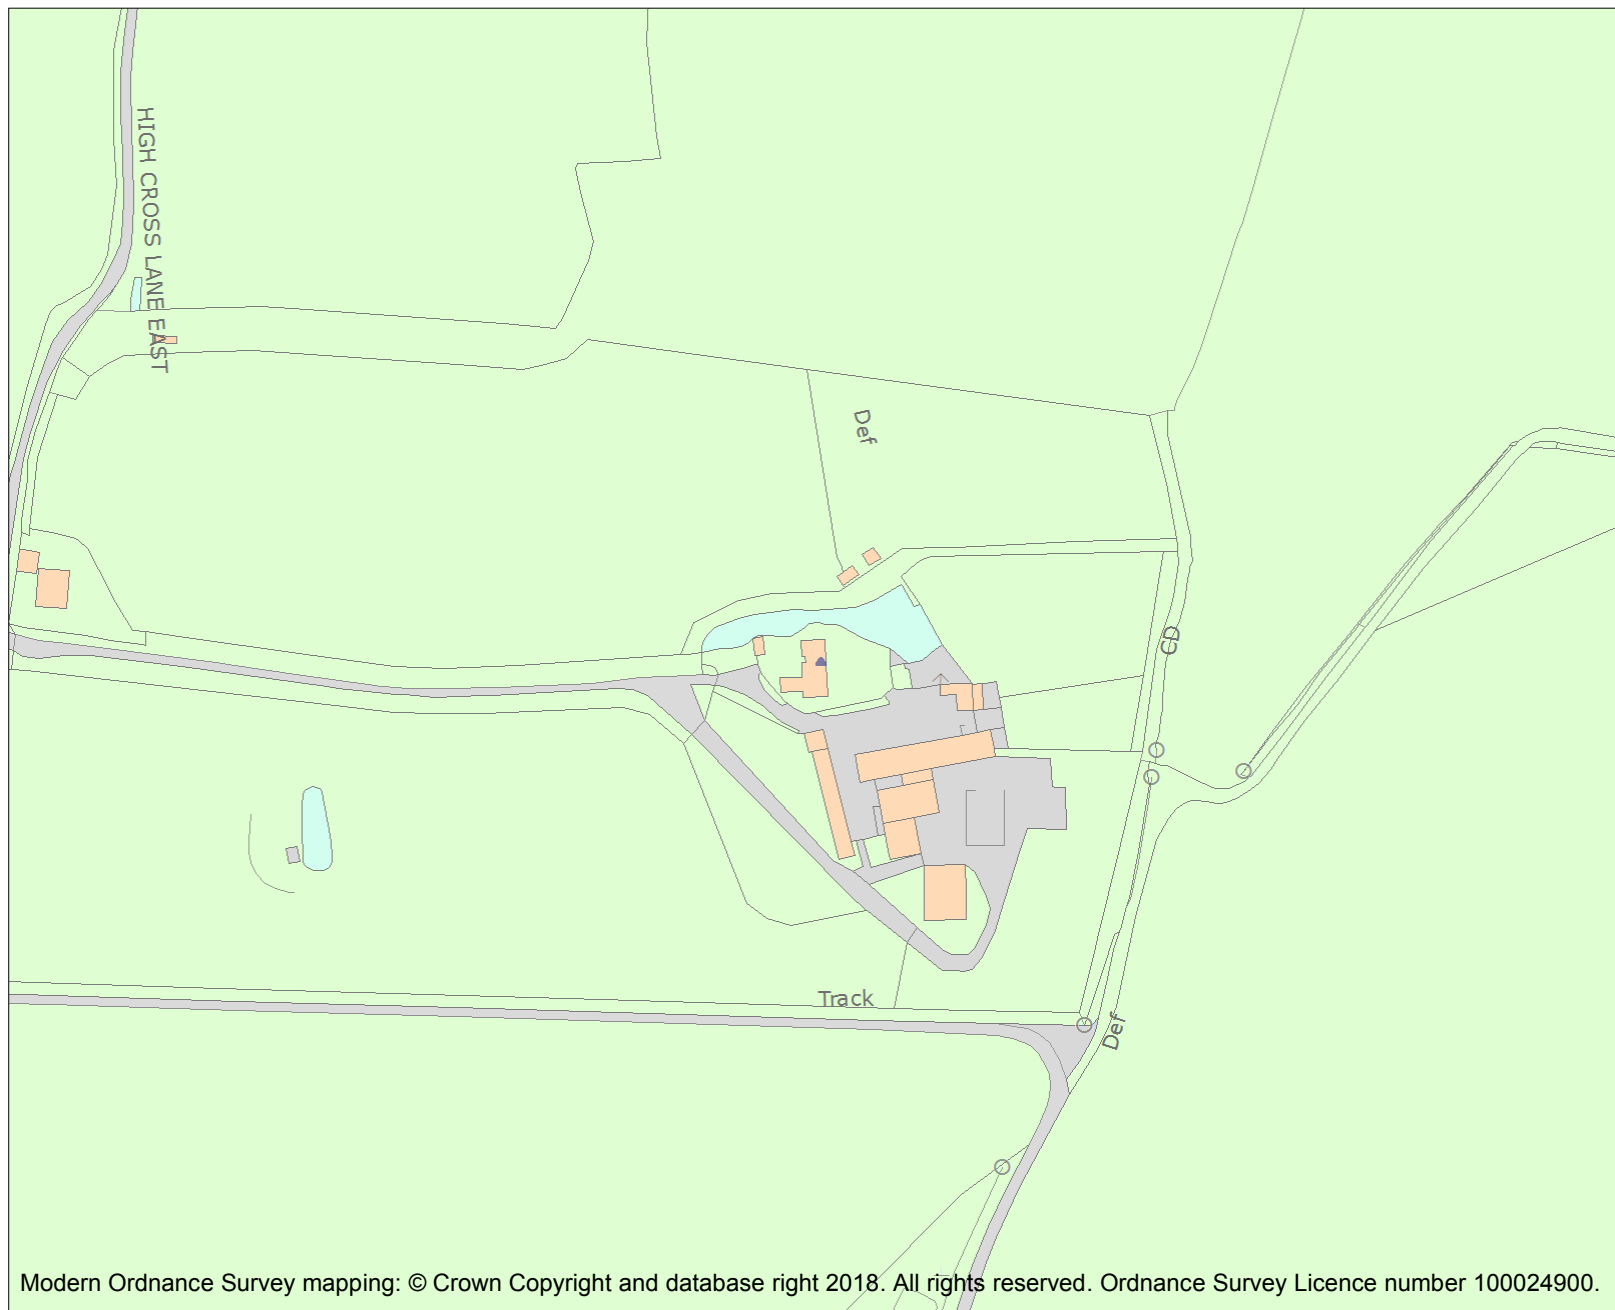 HIGH CROSS LANE EAST
Def
CD
Track
Def
Modern Ordnance Survey mapping: © Crown Copyright and database right 2018. All rights reserved. Ordnance Survey Licence number 100024900.